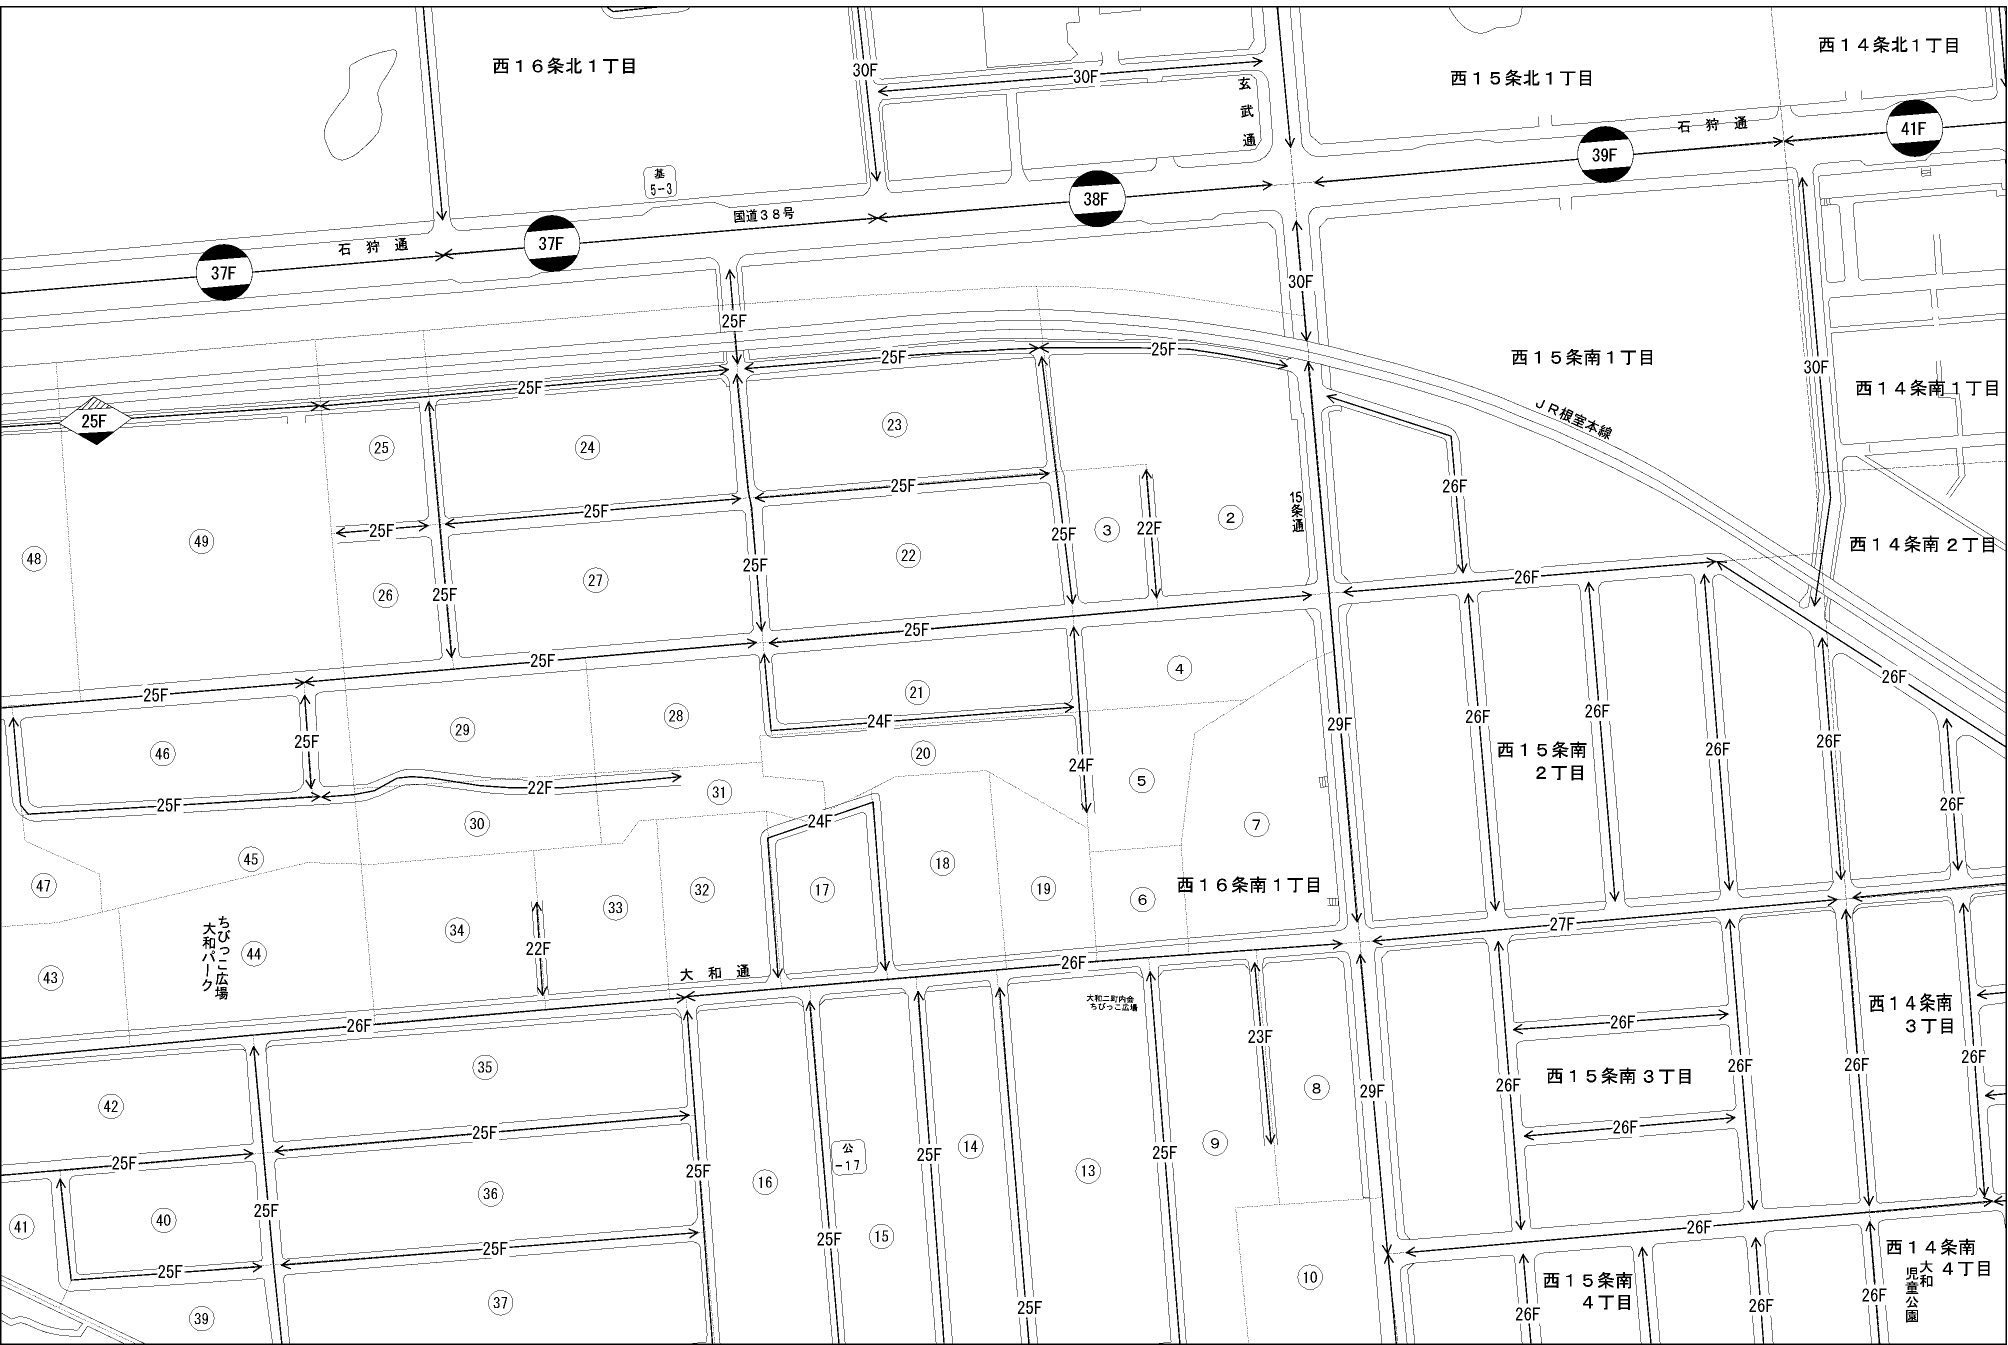 西１６条北１丁目
30F
30F
玄武通
西１５条北１丁目
西１４条北１丁目
石狩通
41F
39F
基
5-3
38F
国道３８号
石狩通
37F
37F
25F
30F
西１５条南１丁目
30F
西１４条南１丁目
ＪＲ根室本線
25F
25F
25F
25F
23
24
25
25F
25F
25F
26F
15条通
48
49
26
27
25F
25F
22
25F
3
22F
2
西１４条南２丁目
26F
25F
25F
25F
4
46
25F
29
28
21
24F
20
24F
5
29F
26F
26F
西１５条南
２丁目
26F
26F
26F
26F
25F
22F
31
30
24F
7
45
47
32
17
18
19
6
西１６条南１丁目
33
34
22F
27F
ちびっこ広場
大和パーク
44
43
大和通
26F
26F
大和二町内会
ちびっこ広場
23F
西１４条南
３丁目
26F
26F
26F
26F
26F
西１５条南３丁目
29F
8
35
42
25F
25F
26F
9
25F
14
公
-17
13
16
25F
25F
25F
36
40
41
25F
25F
15
26F
25F
25F
10
西１５条南
４丁目
西１４条南
４丁目
大和
児童公園
37
39
25F
26F
26F
26F